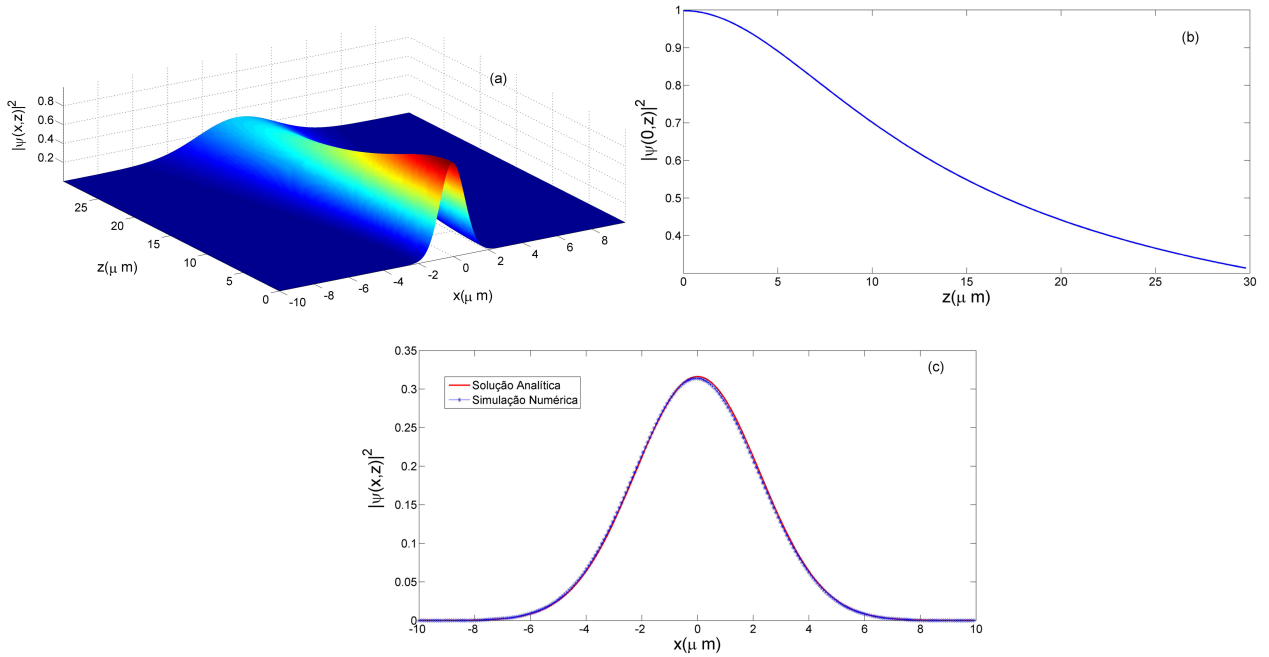 (a)
|ψ(x,z)|²
0.8
0.6
0.4
0.2
25
20
15
10
5
0
z(μ m)
-10
-8
-6
-4
-2
0
2
4
6
8
x(μ m)
(b)
|ψ(0,z)|²
1
0.9
0.8
0.7
0.6
0.5
0.4
0 5 10 15 20 25 30
z(μ m)
(c)
Solução Analítica
Simulação Numérica
|ψ(x,z)|²
0.35
0.3
0.25
0.2
0.15
0.1
0.05
0
-10 -8 -6 -4 -2 0 2 4 6 8 10
x(μ m)